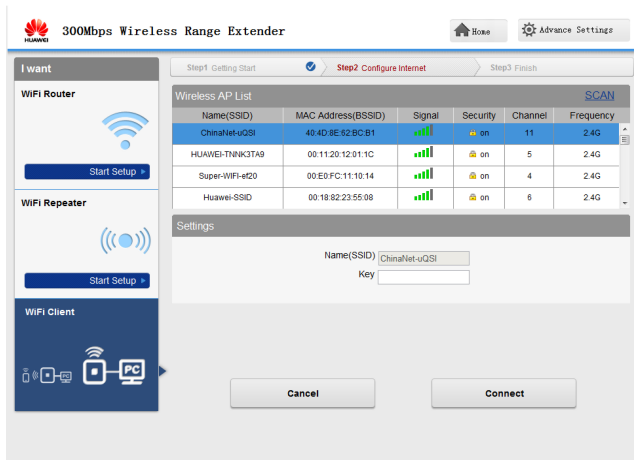 HUAWEI 300Mbps Wireless Range Extender Home Advance Settings
I want
Step1 Getting Start Step2 Configure Internet Step3 Finish
WiFi Router
Start Setup
WiFi Repeater
Start Setup
WiFi Client
PC PC
Wireless AP List SCAN
Name(SSID) MAC Address(BSSID) Signal Security Channel Frequency
ChinaNet-uQSI 40:4D:8E:62:BC:B1 on 11 2.4G
HUAWEI-TNNK3TA9 00:11:20:12:01:1C on 5 2.4G
Super-WIFI-ef20 00:E0:FC:11:10:14 on 4 2.4G
Huawei-SSID 00:18:82:23:55:08 on 6 2.4G
Settings
Name(SSID) ChinaNet-uQSI
Key
Cancel Connect